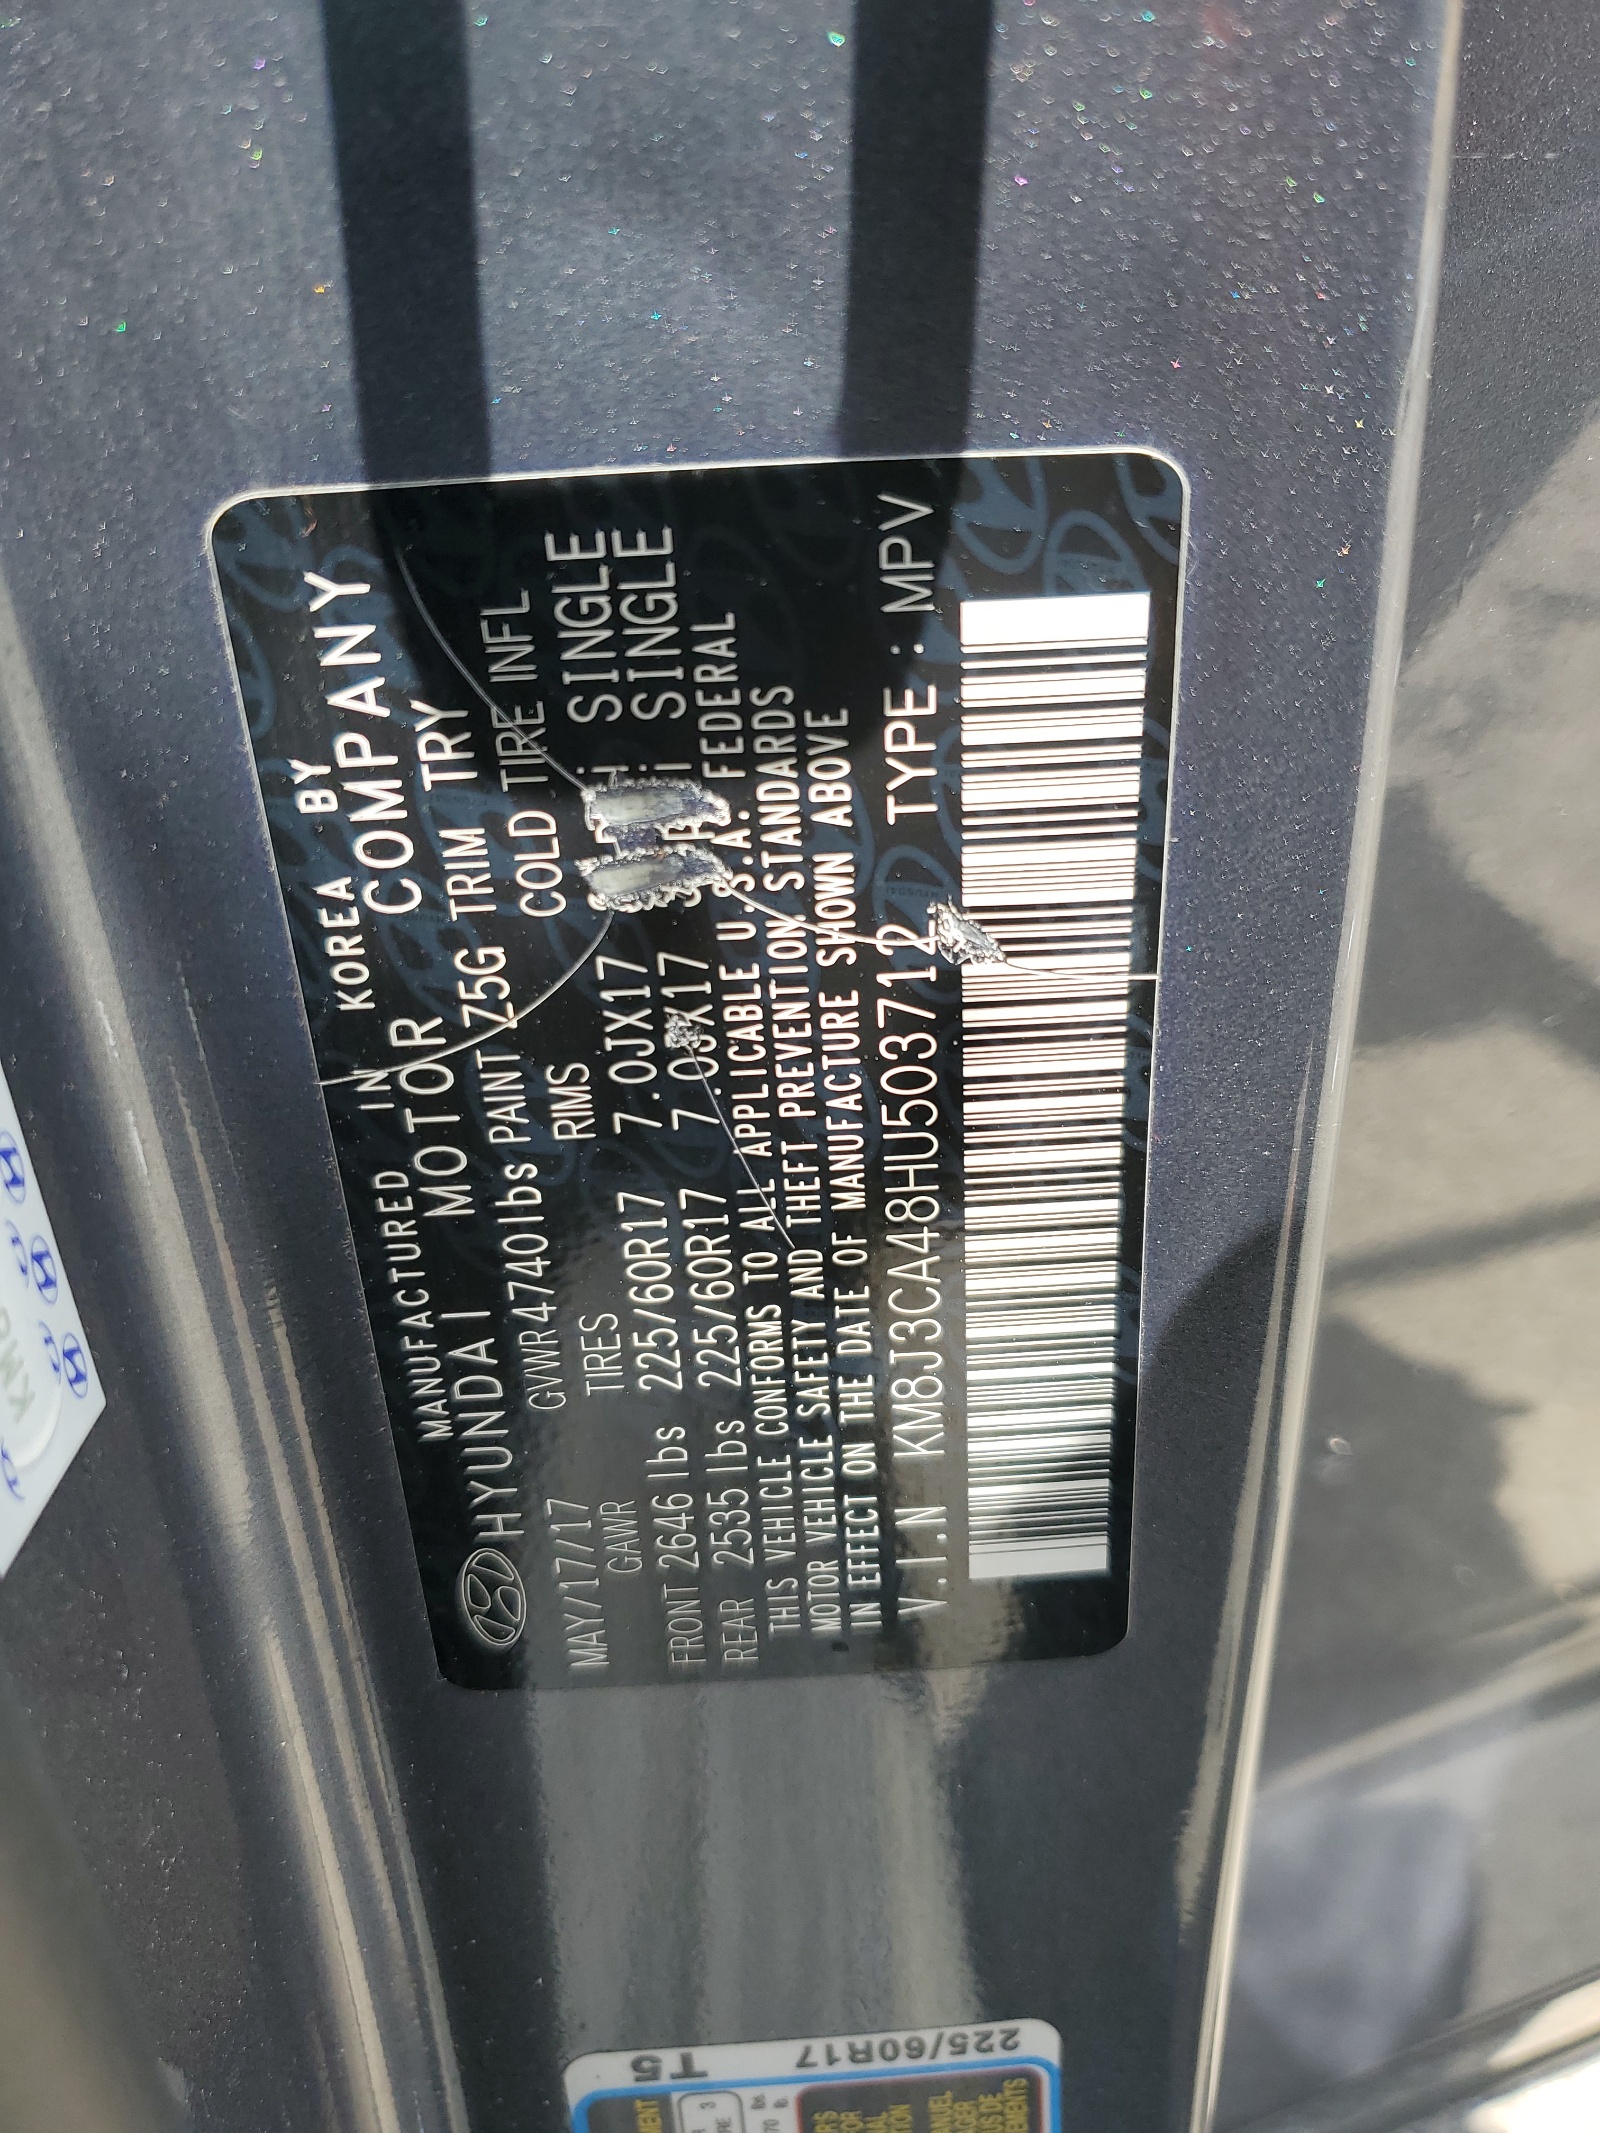 MANUFACTURED IN KOREA BY
HYUNDAI MOTOR COMPANY
MAY/17/17 GVWR 4740lbs PAINT Z5G TRIM TRY
GAWR TIRES RIMS COLD TIRE INFL
FRONT 2646 lbs 225/60R17 7.0JX17 SINGLE
REAR 2535 lbs 225/60R17 7.0JX17 SINGLE
THIS VEHICLE CONFORMS TO ALL APPLICABLE U.S.A. FEDERAL
MOTOR VEHICLE SAFETY AND THEFT PREVENTION STANDARDS
IN EFFECT ON THE DATE OF MANUFACTURE SHOWN ABOVE
V.I.N KM8J3CA48HU503712 TYPE : MPV
T5
225/60R17